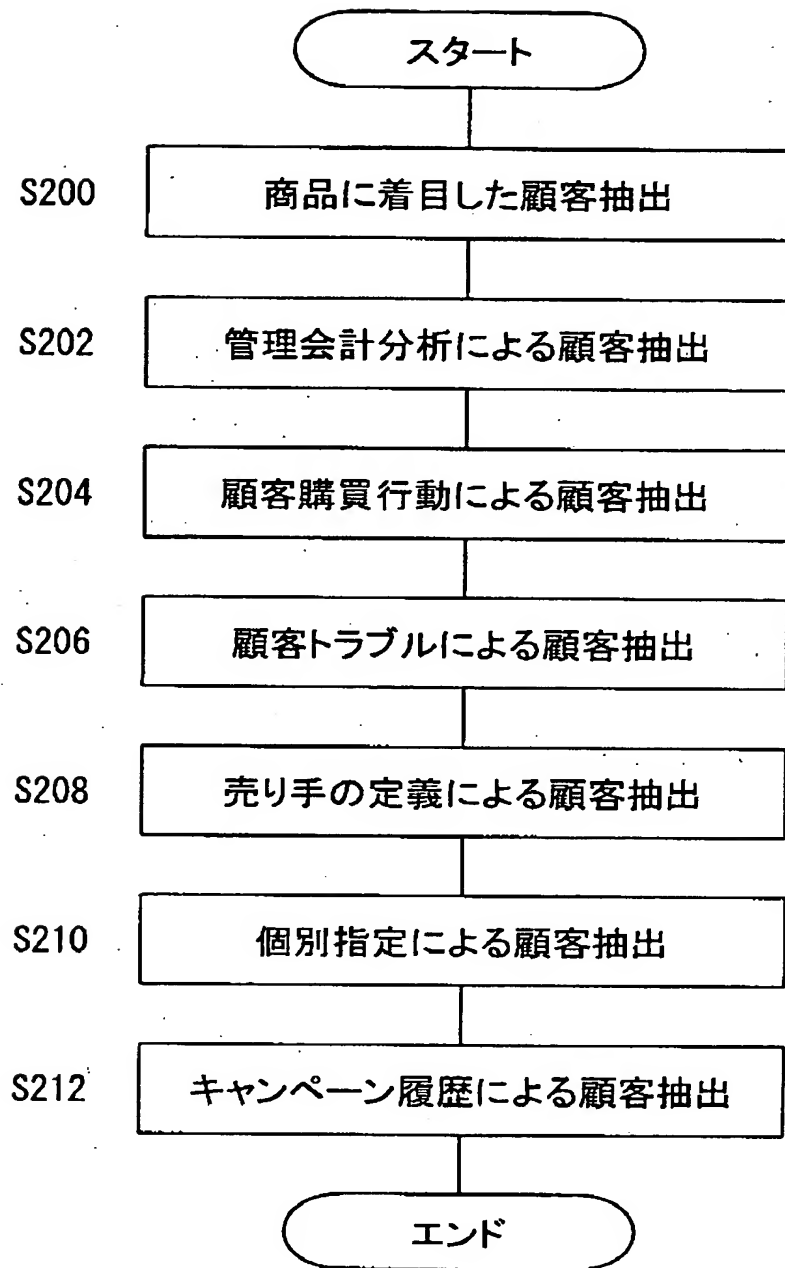 スタート
S200 商品に着目した顧客抽出
S202 管理会計分析による顧客抽出
S204 顧客購買行動による顧客抽出
S206 顧客トラブルによる顧客抽出
S208 売り手の定義による顧客抽出
S210 個別指定による顧客抽出
S212 キャンペーン履歴による顧客抽出
エンド